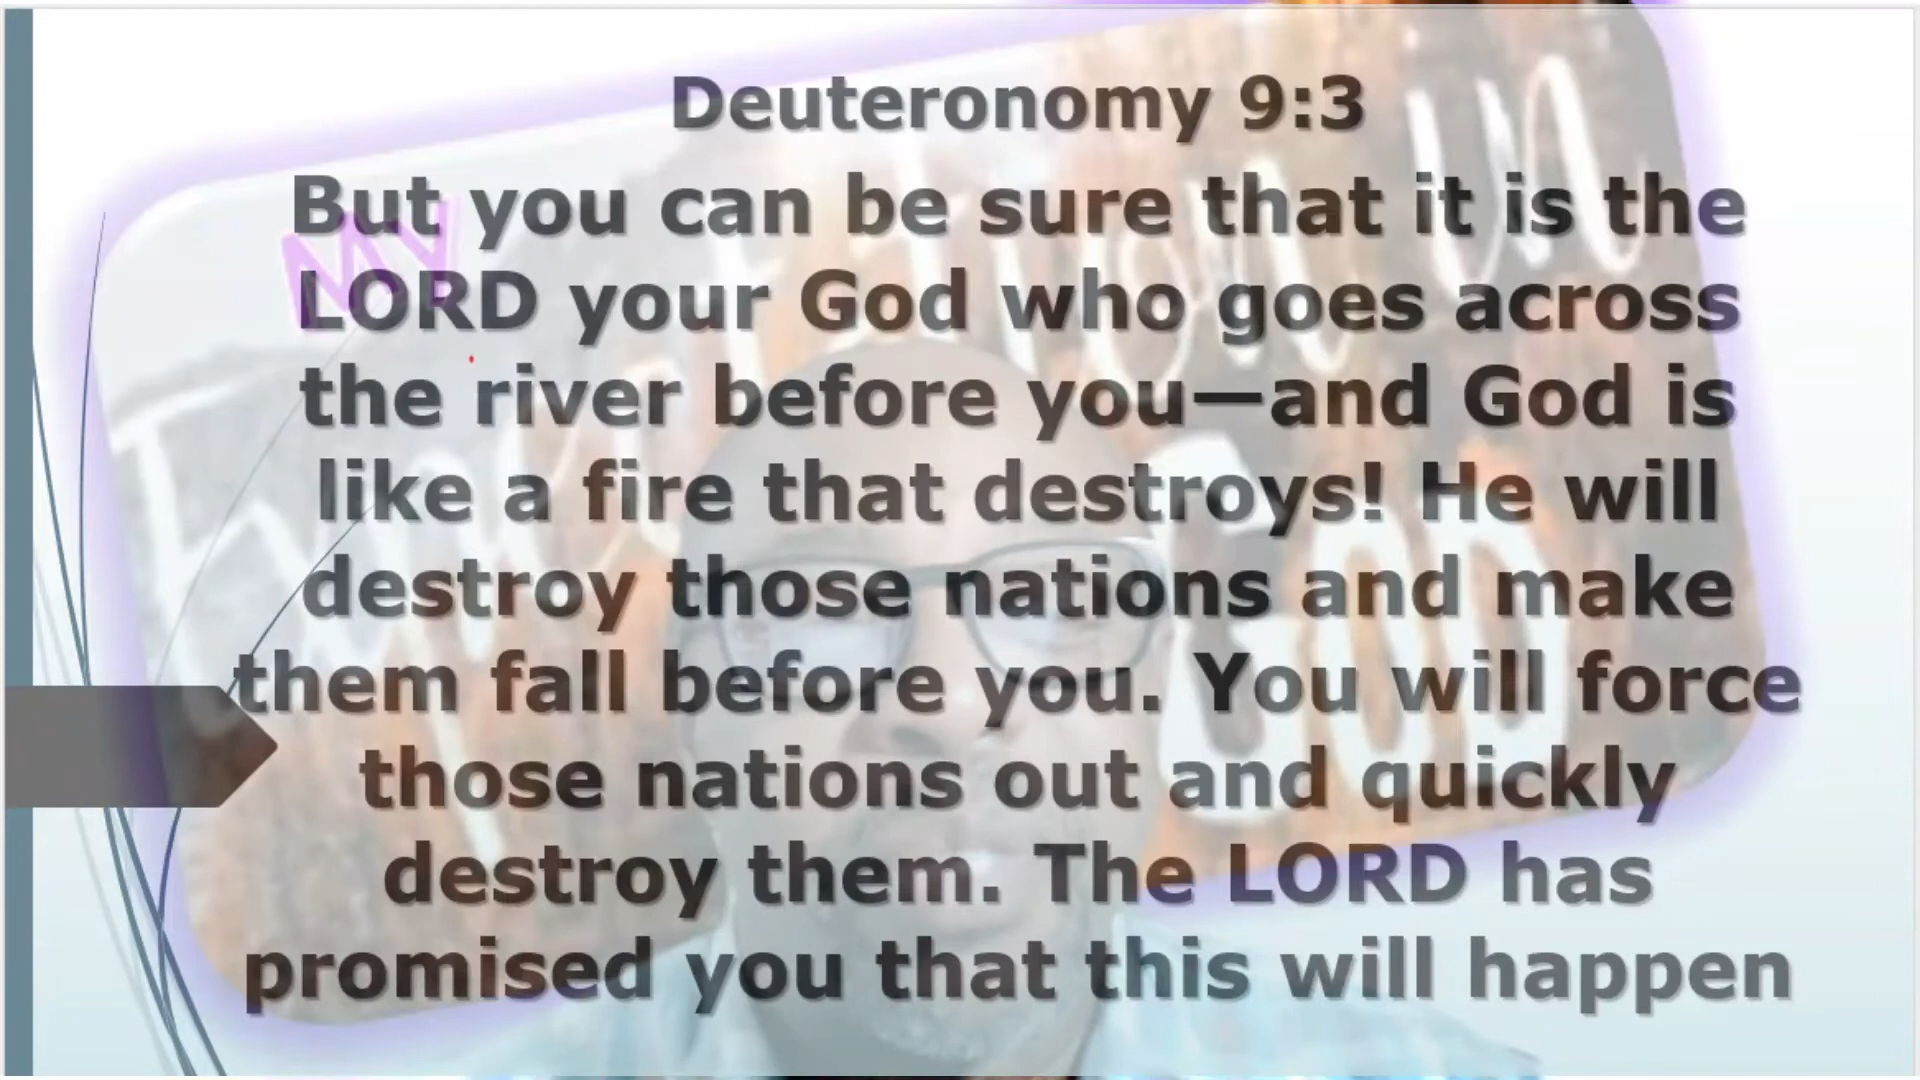 Deuteronomy 9:3
But you can be sure that it is the
LORD your God who goes across
the river before you—and God is
like a fire that destroys! He will
destroy those nations and make
them fall before you. You will force
those nations out and quickly
destroy them. The LORD has
promised you that this will happen
MY
in
GOD